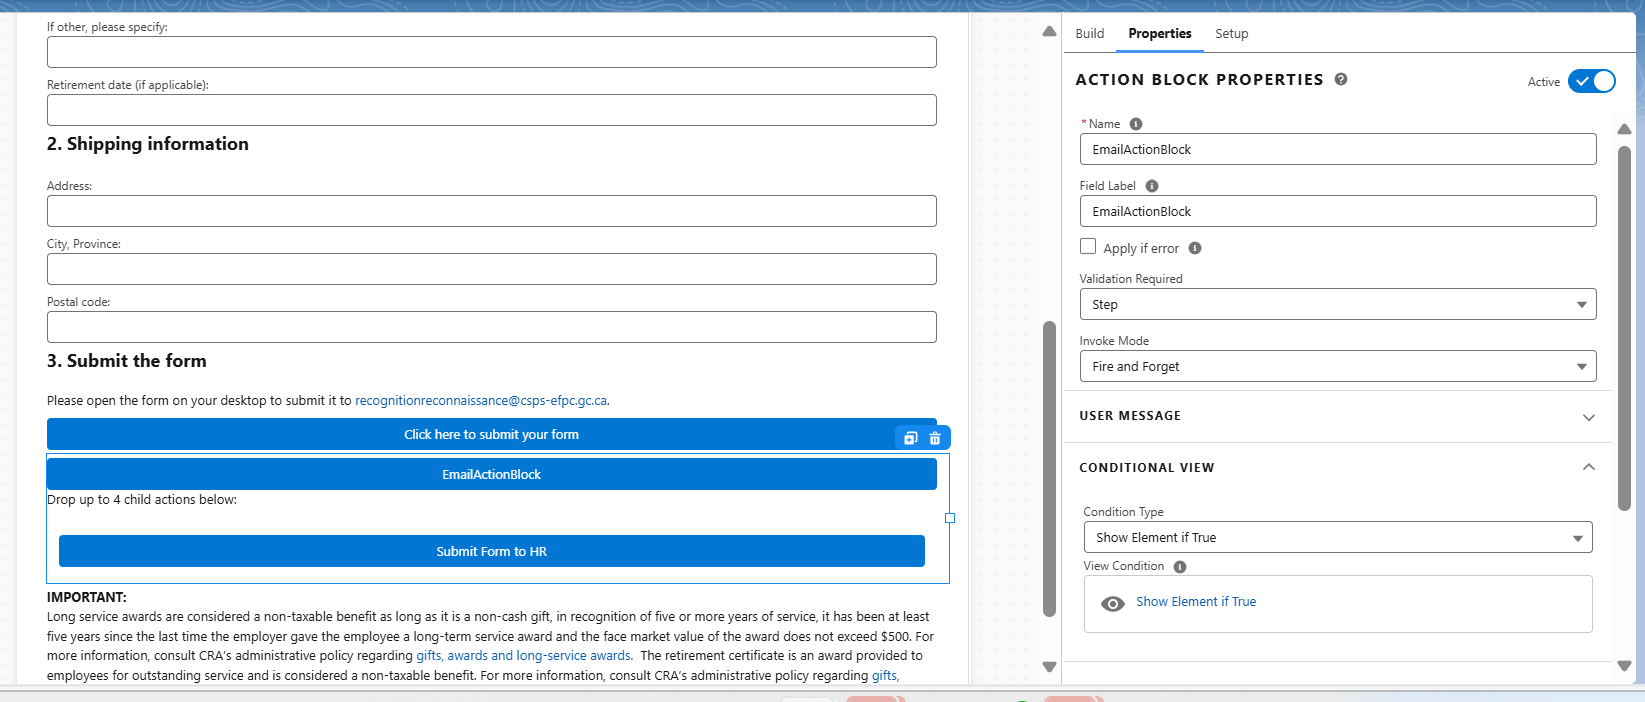 If other, please specify:
Retirement date (if applicable):
2. Shipping information
Address:
City, Province:
Postal code:
3. Submit the form
Please open the form on your desktop to submit it to recognitionreconnaissance@csps-efpc.gc.ca.
Click here to submit your form
EmailActionBlock
Drop up to 4 child actions below:
Submit Form to HR
IMPORTANT:
Long service awards are considered a non-taxable benefit as long as it is a non-cash gift, in recognition of five or more years of service, it has been at least
five years since the last time the employer gave the employee a long-term service award and the face market value of the award does not exceed $500. For
more information, consult CRA's administrative policy regarding gifts, awards and long-service awards. The retirement certificate is an award provided to
employees for outstanding service and is considered a non-taxable benefit. For more information, consult CRA's administrative policy regarding gifts,
Build Properties Setup
ACTION BLOCK PROPERTIES
Active
* Name
EmailActionBlock
Field Label
EmailActionBlock
Apply if error
Validation Required
Step
Invoke Mode
Fire and Forget
USER MESSAGE
CONDITIONAL VIEW
Condition Type
Show Element if True
View Condition
Show Element if True